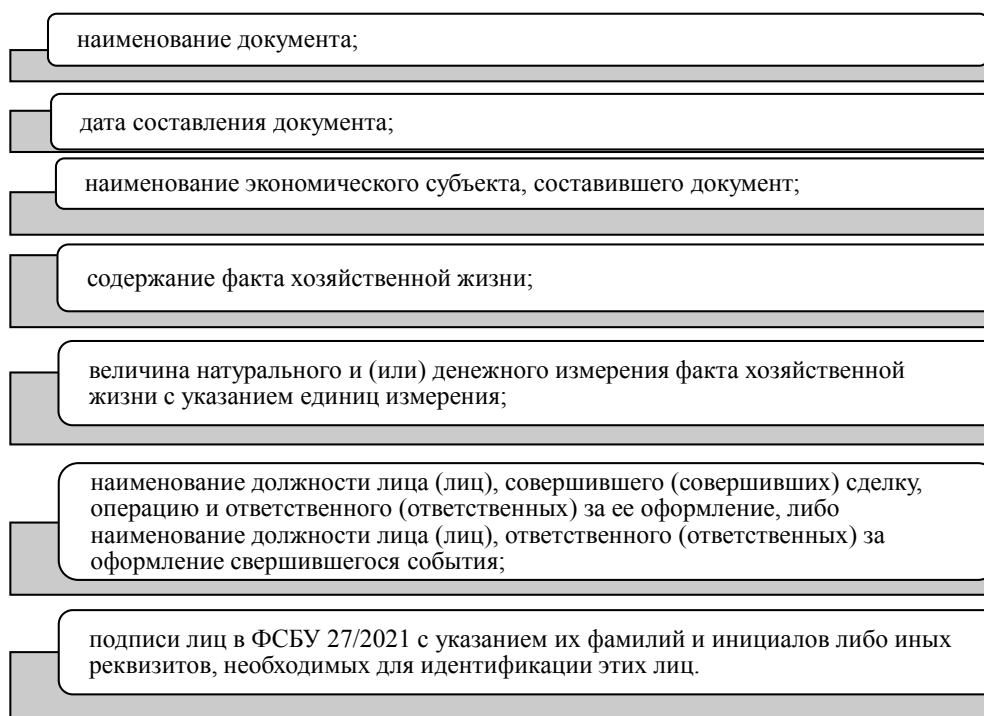 наименование документа;
дата составления документа;
наименование экономического субъекта, составившего документ;
содержание факта хозяйственной жизни;
величина натурального и (или) денежного измерения факта хозяйственной
жизни с указанием единиц измерения;
наименование должности лица (лиц), совершившего (совершивших) сделку,
операцию и ответственного (ответственных) за ее оформление, либо
наименование должности лица (лиц), ответственного (ответственных) за
оформление свершившегося события;
подписи лиц в ФСБУ 27/2021 с указанием их фамилий и инициалов либо иных
реквизитов, необходимых для идентификации этих лиц.